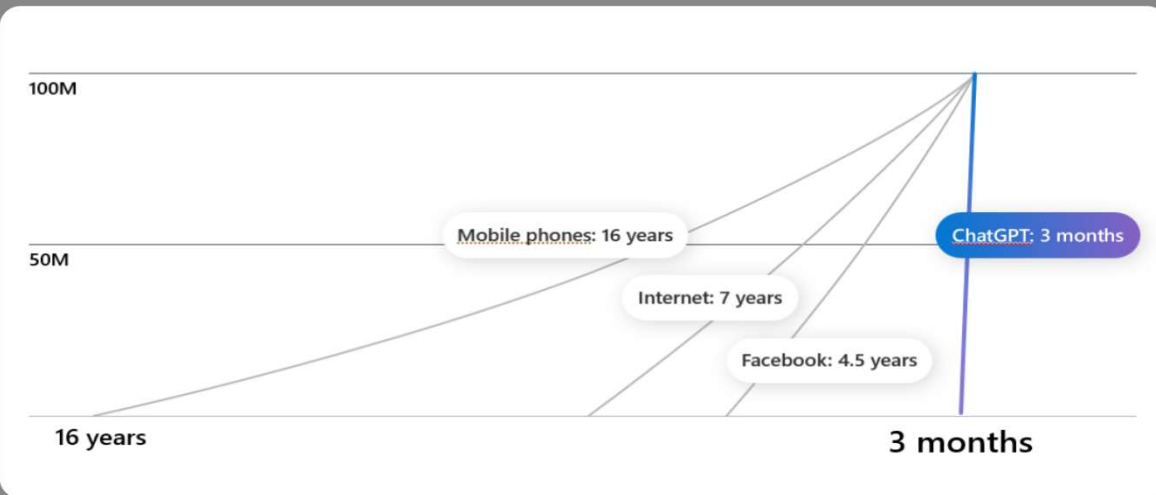 100M
Mobile phones: 16 years
ChatGPT: 3 months
50M
Internet: 7 years
Facebook: 4.5 years
16 years
3 months